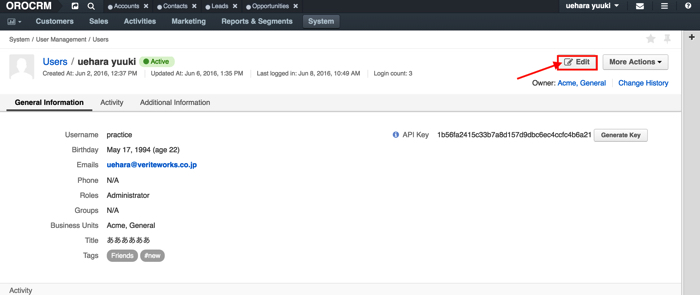 OROCRM Accounts × Contacts × Leads × Opportunities × uehara yuuki
Customers Sales Activities Marketing Reports & Segments System
System / User Management / Users
Users / uehara yuuki Active Edit More Actions
Created At: Jun 2, 2016, 12:37 PM Updated At: Jun 6, 2016, 1:35 PM Last logged in: Jun 8, 2016, 10:49 AM Login count: 3
Owner: Acme, General Change History
General Information Activity Additional Information
Username practice API Key 1b56fa2415c33b7a8d157d9dbc6ec4ccfc4b6a21 Generate Key
Birthday May 17, 1994 (age 22)
Emails uehara@veriteworks.co.jp
Phone N/A
Roles Administrator
Groups N/A
Business Units Acme, General
Title ああああああ
Tags Friends #new
Activity